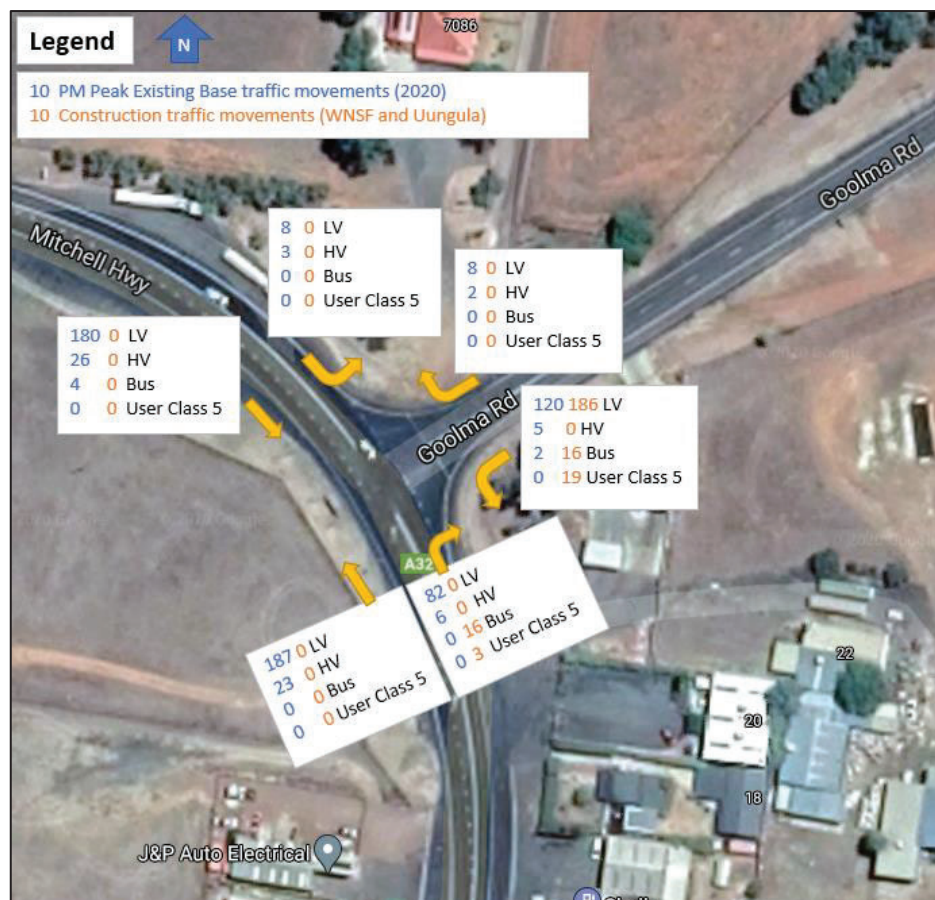 Legend
N
7086
10 PM Peak Existing Base traffic movements (2020)
10 Construction traffic movements (WNSF and Uungula)
Goolma Rd
Mitchell Hwy
8 0 LV
3 0 HV
0 0 Bus
0 0 User Class 5
8 0 LV
2 0 HV
0 0 Bus
0 0 User Class 5
180 0 LV
26 0 HV
4 0 Bus
0 0 User Class 5
Goolma Rd
120 186 LV
5 0 HV
2 16 Bus
0 19 User Class 5
A32
82 0 LV
6 0 HV
0 16 Bus
0 3 User Class 5
187 0 LV
23 0 HV
0 0 Bus
0 0 User Class 5
22
20
18
J&P Auto Electrical